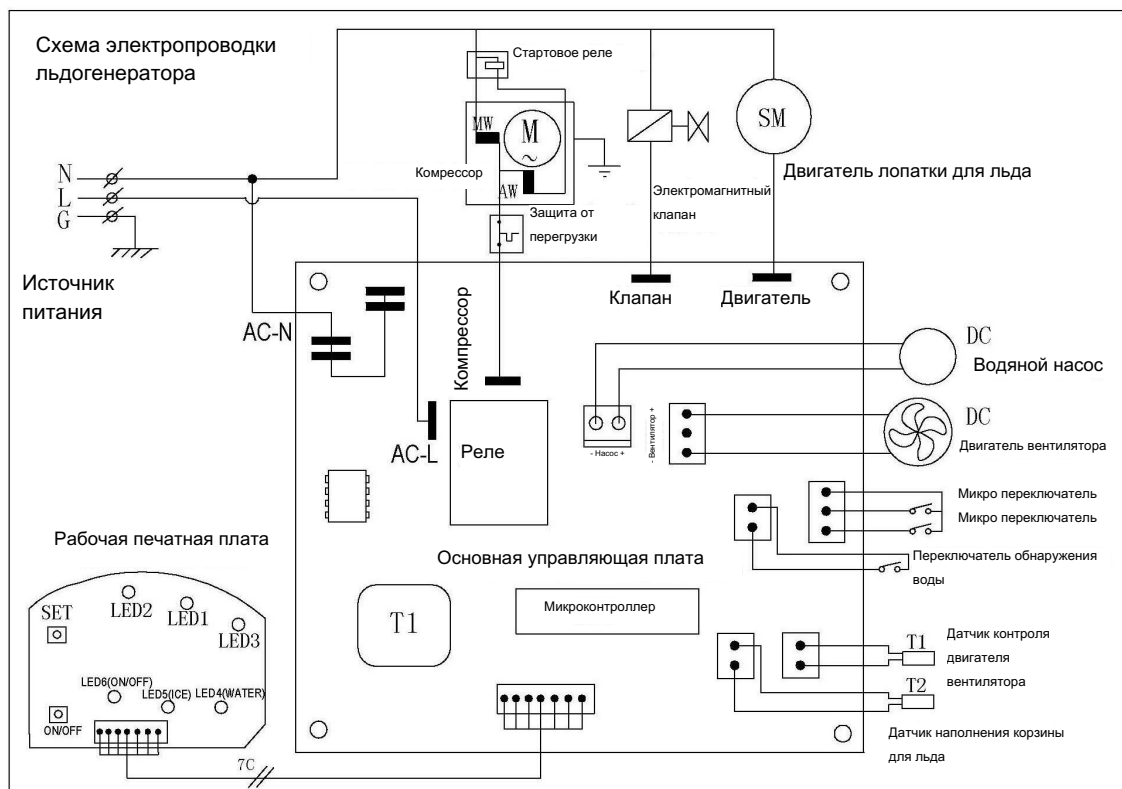 Схема электропроводки
льдогенератора
Стартовое реле
MW
M
~
AW
Компрессор
SM
Двигатель лопатки для льда
Электромагнитный
клапан
N
L
G
Защита от
перегрузки
Источник
питания
Клапан
Двигатель
AC-N
Компрессор
DC
Водяной насос
AC-L
Реле
- Насос +
- Вентилятор +
DC
Двигатель вентилятора
Микро переключатель
Микро переключатель
Переключатель обнаружения
воды
Рабочая печатная плата
Основная управляющая плата
SET
LED2
LED1
LED3
T1
Микроконтроллер
T1
Датчик контроля
двигателя
вентилятора
T2
LED6(ON/OFF)
LED5(ICE)
LED4(WATER)
ON/OFF
Датчик наполнения корзины
для льда
7C